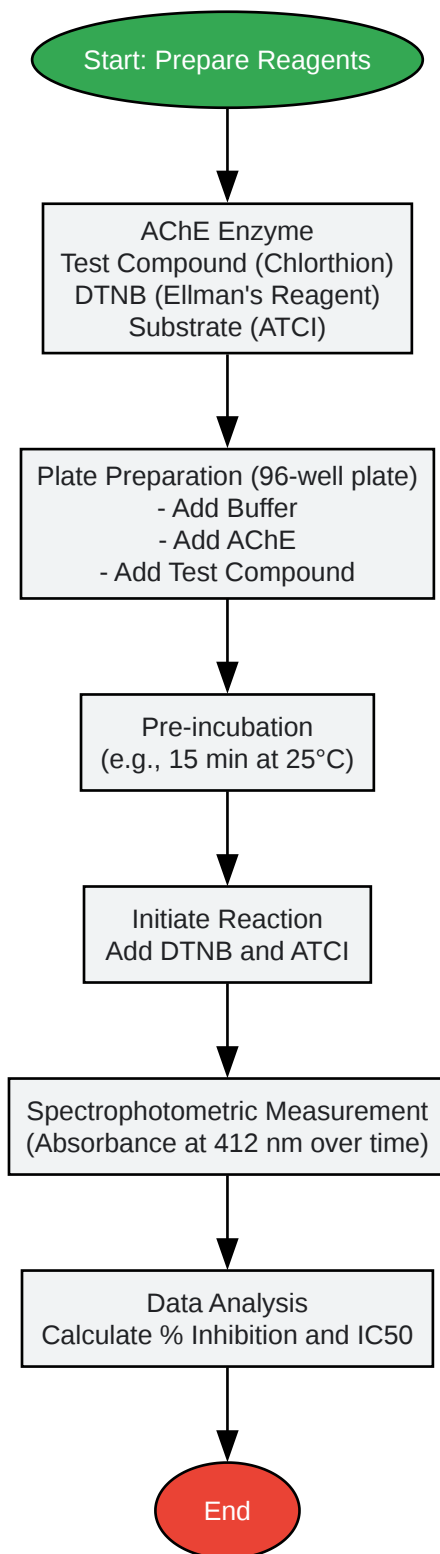 Start: Prepare Reagents
AChE Enzyme
Test Compound (Chlorthion)
DTNB (Ellman's Reagent)
Substrate (ATCI)
Plate Preparation (96-well plate)
- Add Buffer
- Add AChE
- Add Test Compound
Pre-incubation
(e.g., 15 min at 25°C)
Initiate Reaction
Add DTNB and ATCI
Spectrophotometric Measurement
(Absorbance at 412 nm over time)
Data Analysis
Calculate % Inhibition and IC50
End